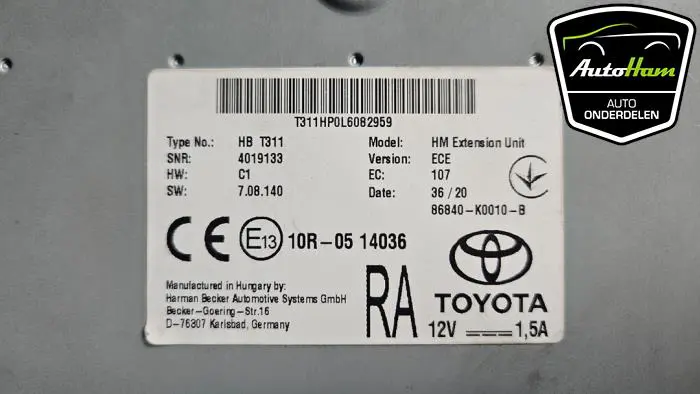 AutoHam
AUTO
ONDERDELEN
T311HP0L6082959
Type No.: HB T311 Model: HM Extension Unit
SNR: 4019133 Version: ECE
HW: C1 EC: 107
SW: 7.08.140 Date: 36/20
86840-K0010-B
CE E13 10R-05 14036
Manufactured in Hungary by:
Harman Becker Automotive Systems GmbH
Becker-Goering-Str.16
D-76307 Karlsbad, Germany
RA
TOYOTA
12V 1,5A